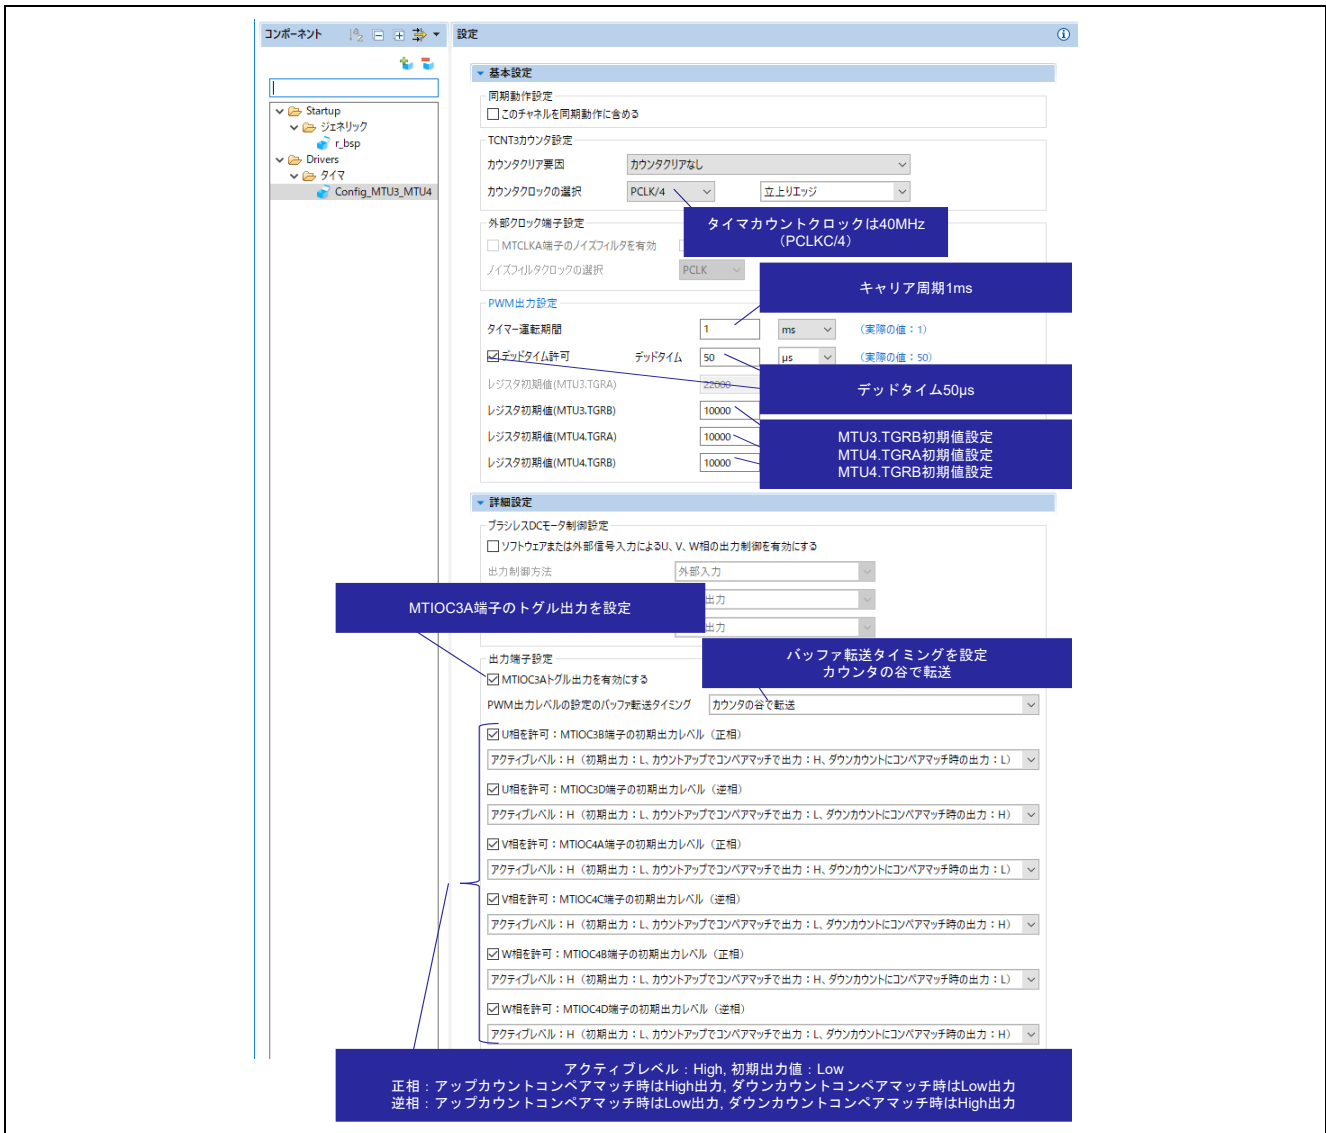 コンポーネント
設定
基本設定
同期動作設定
このチャネルを同期動作に含める
Startup
ジェネリック
r_bsp
Drivers
タイマ
Config_MTU3_MTU4
TCNT3カウンタ設定
カウンタクリア要因 カウンタクリアなし
カウンタクロックの選択 PCLK/4 立上りエッジ
タイマカウントクロックは40MHz
（PCLKC/4）
外部クロック端子設定
MTCLKA端子のノイズフィルタを有効
ノイズフィルタクロックの選択 PCLK
キャリア周期1ms
PWM出力設定
タイマー運転期間 1 ms （実際の値：1）
デッドタイム許可 デッドタイム 50 µs （実際の値：50）
デッドタイム50µs
レジスタ初期値(MTU3.TGRA) 22000
レジスタ初期値(MTU3.TGRB) 10000
レジスタ初期値(MTU4.TGRA) 10000
レジスタ初期値(MTU4.TGRB) 10000
MTU3.TGRB初期値設定
MTU4.TGRA初期値設定
MTU4.TGRB初期値設定
詳細設定
ブラシレスDCモータ制御設定
ソフトウェアまたは外部信号入力によるU、V、W相の出力制御を有効にする
出力制御方法 外部入力
出力
出力
MTIOC3A端子のトグル出力を設定
バッファ転送タイミングを設定
カウンタの谷で転送
出力端子設定
MTIOC3Aトグル出力を有効にする
PWM出力レベルの設定のバッファ転送タイミング カウンタの谷で転送
U相を許可：MTIOC3B端子の初期出力レベル（正相）
アクティブレベル：H（初期出力：L、カウントアップでコンペアマッチで出力：H、ダウンカウントにコンペアマッチ時の出力：L）
U相を許可：MTIOC3D端子の初期出力レベル（逆相）
アクティブレベル：H（初期出力：L、カウントアップでコンペアマッチで出力：L、ダウンカウントにコンペアマッチ時の出力：H）
V相を許可：MTIOC4A端子の初期出力レベル（正相）
アクティブレベル：H（初期出力：L、カウントアップでコンペアマッチで出力：H、ダウンカウントにコンペアマッチ時の出力：L）
V相を許可：MTIOC4C端子の初期出力レベル（逆相）
アクティブレベル：H（初期出力：L、カウントアップでコンペアマッチで出力：L、ダウンカウントにコンペアマッチ時の出力：H）
W相を許可：MTIOC4B端子の初期出力レベル（正相）
アクティブレベル：H（初期出力：L、カウントアップでコンペアマッチで出力：H、ダウンカウントにコンペアマッチ時の出力：L）
W相を許可：MTIOC4D端子の初期出力レベル（逆相）
アクティブレベル：H（初期出力：L、カウントアップでコンペアマッチで出力：L、ダウンカウントにコンペアマッチ時の出力：H）
アクティブレベル：High, 初期出力値：Low
正相：アップカウントコンペアマッチ時はHigh出力, ダウンカウントコンペアマッチ時はLow出力
逆相：アップカウントコンペアマッチ時はLow出力, ダウンカウントコンペアマッチ時はHigh出力